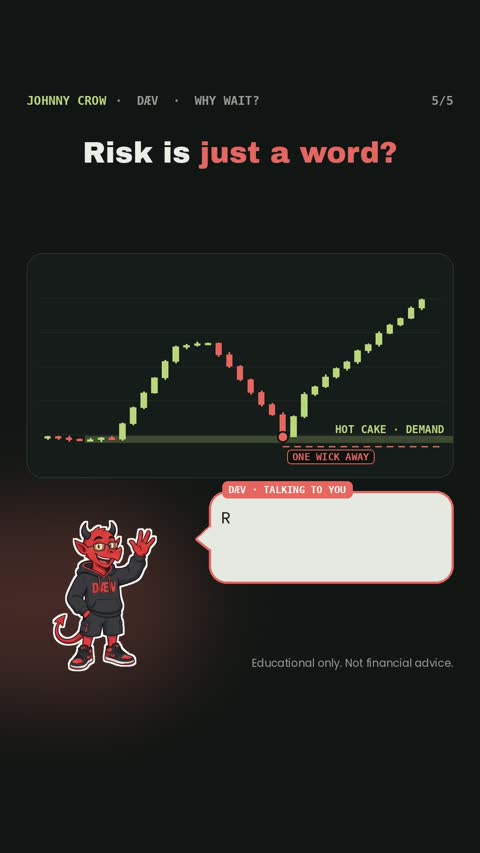 JOHNNY CROW · DÆV · WHY WAIT? 5/5
Risk is just a word?
HOT CAKE · DEMAND
ONE WICK AWAY
DÆV · TALKING TO YOU
R
DÆV
Educational only. Not financial advice.